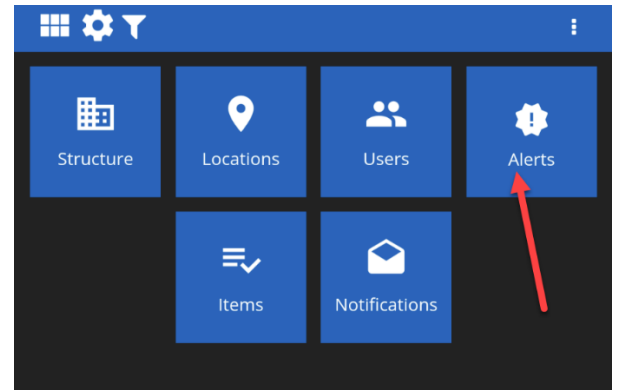 Structure
Locations
Users
Alerts
Items
Notifications